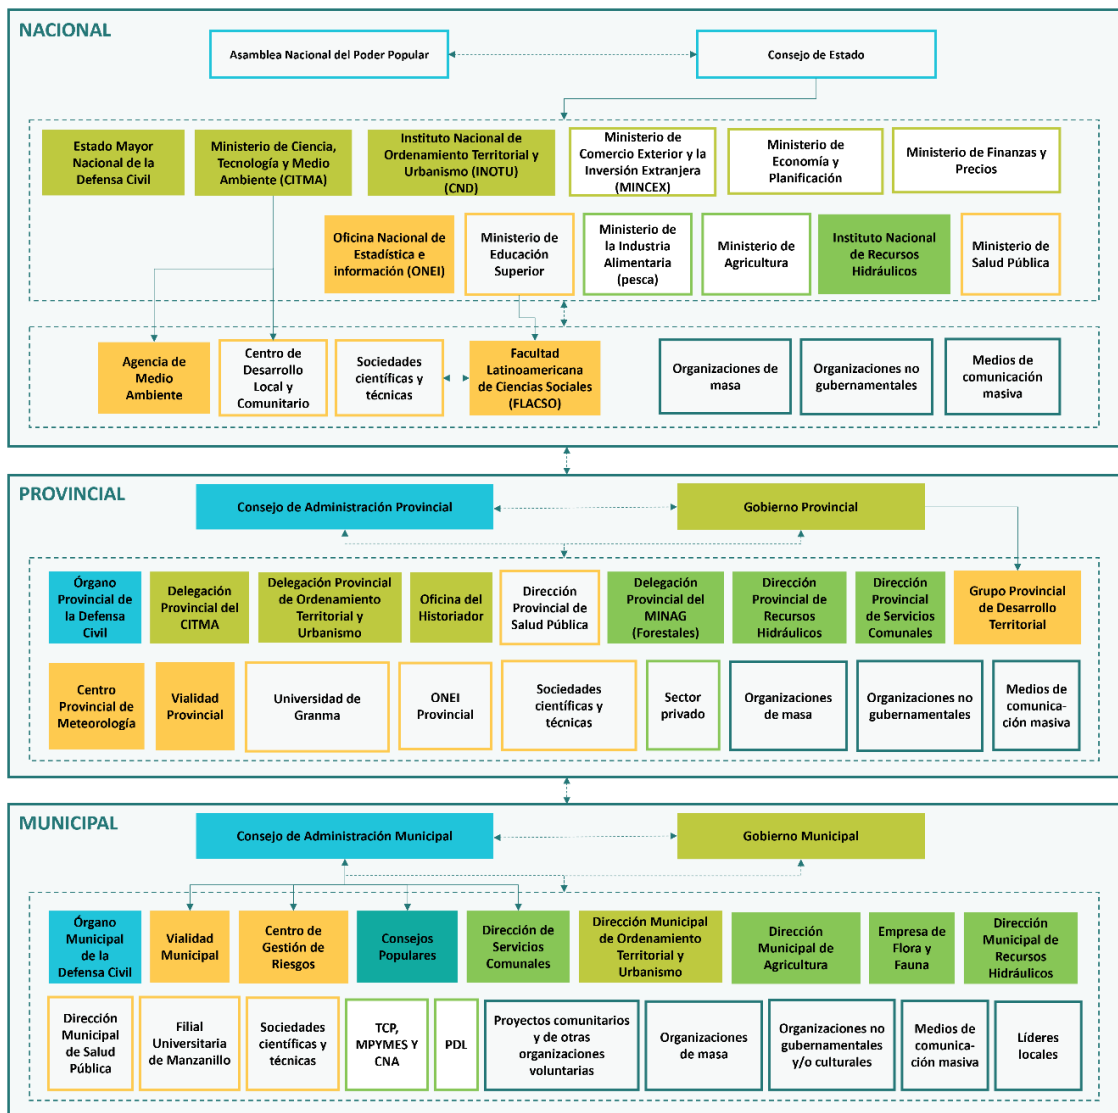 NACIONAL
Asamblea Nacional del Poder Popular
Consejo de Estado
Estado Mayor
Nacional de la
Defensa Civil
Ministerio de Ciencia,
Tecnología y Medio
Ambiente (CITMA)
Instituto Nacional de
Ordenamiento Territorial y
Urbanismo (INOTU)
(CND)
Ministerio de
Comercio Exterior y la
Inversión Extranjera
(MINCEX)
Ministerio de
Economía y
Planificación
Ministerio de Finanzas y
Precios
Oficina Nacional de
Estadística e
información (ONEI)
Ministerio de
Educación
Superior
Ministerio de
la Industria
Alimentaria
(pesca)
Ministerio de
Agricultura
Instituto Nacional
de Recursos
Hidráulicos
Ministerio de
Salud Pública
Agencia de
Medio
Ambiente
Centro de
Desarrollo
Local y
Comunitario
Sociedades
científicas y
técnicas
Facultad
Latinoamericana
de Ciencias Sociales
(FLACSO)
Organizaciones de
masa
Organizaciones no
gubernamentales
Medios de
comunicación
masiva
PROVINCIAL
Consejo de Administración Provincial
Gobierno Provincial
Órgano
Provincial de
la Defensa
Civil
Delegación
Provincial del
CITMA
Delegación Provincial
de Ordenamiento
Territorial y
Urbanismo
Oficina del
Historiador
Dirección
Provincial de
Salud Pública
Delegación
Provincial del
MINAG
(Forestales)
Dirección
Provincial de
Recursos
Hidráulicos
Dirección
Provincial
de Servicios
Comunales
Grupo Provincial
de Desarrollo
Territorial
Centro
Provincial de
Meteorología
Vialidad
Provincial
Universidad de
Granma
ONEI
Provincial
Sociedades
científicas y
técnicas
Sector
privado
Organizaciones
de masa
Organizaciones no
gubernamentales
Medios de
comunica-
ción masiva
MUNICIPAL
Consejo de Administración Municipal
Gobierno Municipal
Órgano
Municipal
de la
Defensa Civil
Vialidad
Municipal
Centro de
Gestión de
Riesgos
Consejos
Populares
Dirección de
Servicios
Comunales
Dirección Municipal
de Ordenamiento
Territorial y
Urbanismo
Dirección
Municipal de
Agricultura
Empresa de
Flora y
Fauna
Dirección
Municipal de
Recursos
Hidráulicos
Dirección
Municipal
de Salud
Pública
Filial
Universitaria
de Manzanillo
Sociedades
científicas y
técnicas
TCP,
MPYMES Y
CNA
PDL
Proyectos comunitarios
y de otras
organizaciones
voluntarias
Organizaciones
de masa
Organizaciones no
gubernamentales
y/o culturales
Medios de
comunica-
ción masiva
Líderes
locales